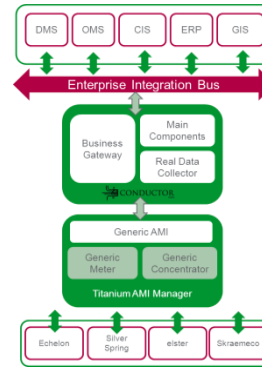 DMS
OMS
CIS
ERP
GIS
Enterprise Integration Bus
Business
Gateway
Main
Components
Real Data
Collector
CONDUCTOR
Generic AMI
Generic
Meter
Generic
Concentrator
Titanium AMI Manager
Echelon
Silver
Spring
elster
Skraemeco